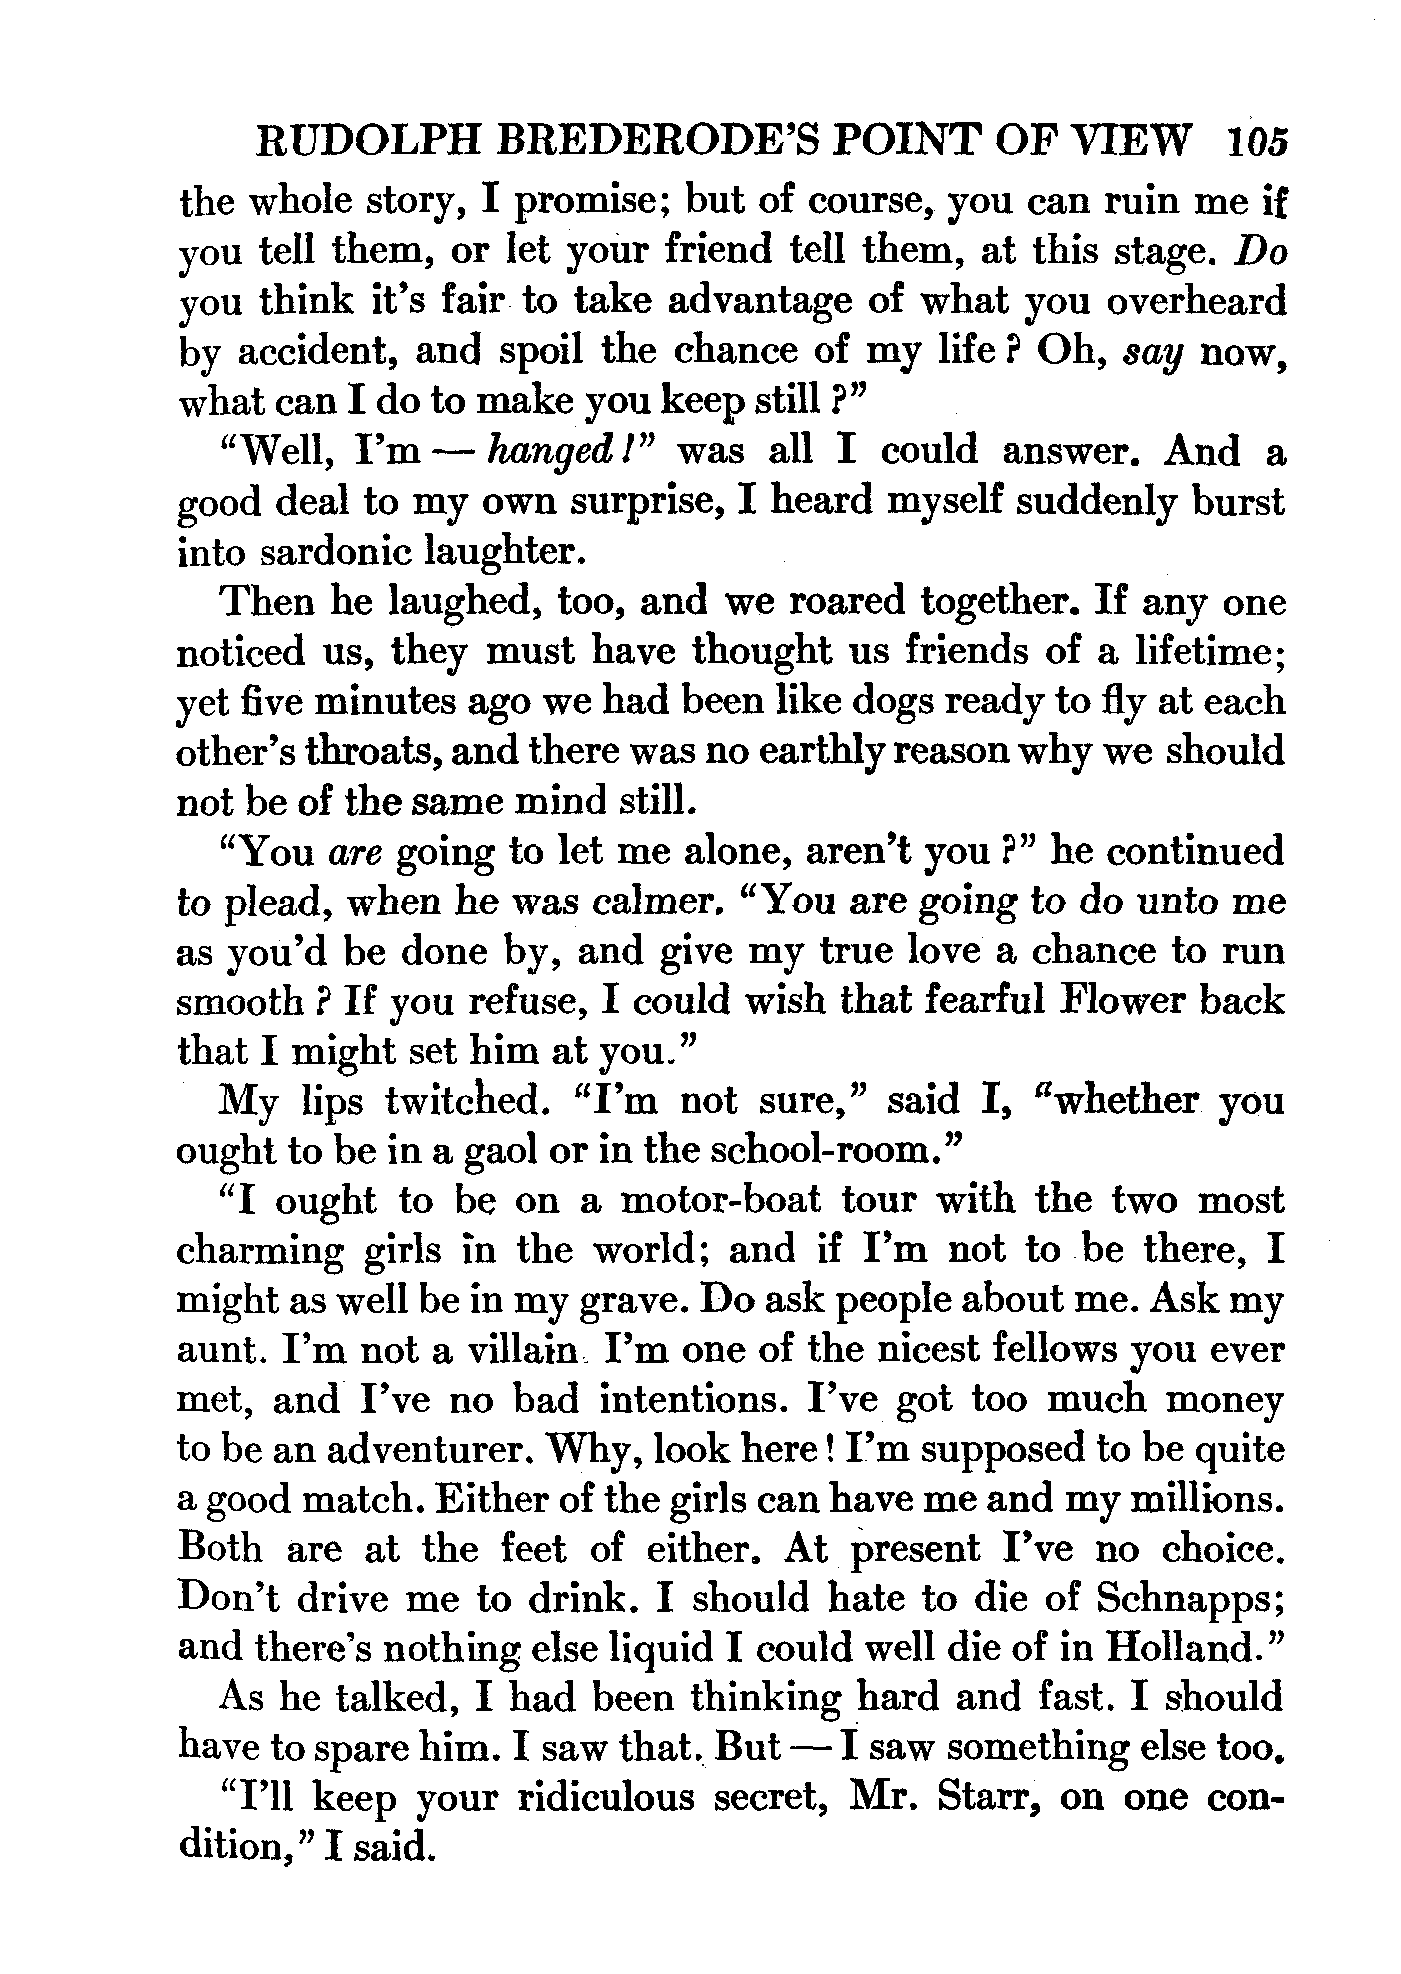 RUDOLPH BREDERODE'S POINT OF VIEW 105
the whole story, I promise; but of course, you can ruin me if
you tell them, or let your friend tell them, at this stage. Do
you think it's fair to take advantage of what you overheard
by accident, and spoil the chance of my life? Oh, say now,
what can I do to make you keep still?"
"Well, I'm — hanged!" was all I could answer. And a
good deal to my own surprise, I heard myself suddenly burst
into sardonic laughter.
Then he laughed, too, and we roared together. If any one
noticed us, they must have thought us friends of a lifetime;
yet five minutes ago we had been like dogs ready to fly at each
other's throats, and there was no earthly reason why we should
not be of the same mind still.
"You are going to let me alone, aren't you?" he continued
to plead, when he was calmer. "You are going to do unto me
as you'd be done by, and give my true love a chance to run
smooth? If you refuse, I could wish that fearful Flower back
that I might set him at you."
My lips twitched. "I'm not sure," said I, "whether you
ought to be in a gaol or in the school-room."
"I ought to be on a motor-boat tour with the two most
charming girls in the world; and if I'm not to be there, I
might as well be in my grave. Do ask people about me. Ask my
aunt. I'm not a villain. I'm one of the nicest fellows you ever
met, and I've no bad intentions. I've got too much money
to be an adventurer. Why, look here! I'm supposed to be quite
a good match. Either of the girls can have me and my millions.
Both are at the feet of either. At present I've no choice.
Don't drive me to drink. I should hate to die of Schnapps;
and there's nothing else liquid I could well die of in Holland."
As he talked, I had been thinking hard and fast. I should
have to spare him. I saw that. But — I saw something else too.
"I'll keep your ridiculous secret, Mr. Starr, on one con-
dition," I said.